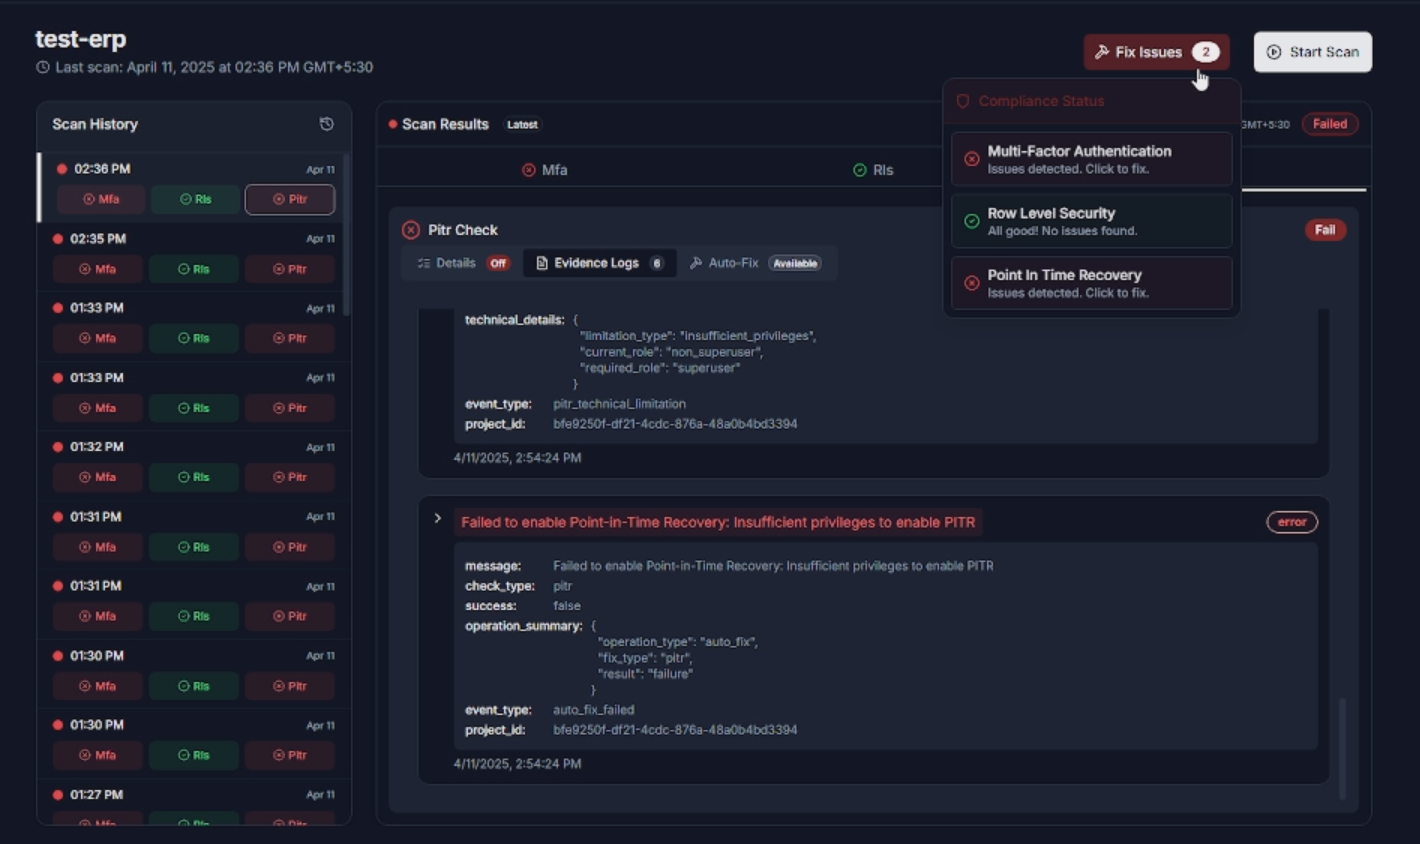 test-erp
Last scan: April 11, 2025 at 02:36 PM GMT+5:30
Fix Issues 2
Start Scan
Scan History
02:36 PM Apr 11
Mfa Rls Pitr
02:35 PM Apr 11
Mfa Rls Pitr
01:33 PM Apr 11
Mfa Rls Pitr
01:33 PM Apr 11
Mfa Rls Pitr
01:32 PM Apr 11
Mfa Rls Pitr
01:31 PM Apr 11
Mfa Rls Pitr
01:31 PM Apr 11
Mfa Rls Pitr
01:30 PM Apr 11
Mfa Rls Pitr
01:30 PM Apr 11
Mfa Rls Pitr
01:27 PM Apr 11
Mfa Rls Pitr
Scan Results Latest
GMT+5:30 Failed
Mfa Rls
Compliance Status
Multi-Factor Authentication
Issues detected. Click to fix.
Row Level Security
All good! No issues found.
Point In Time Recovery
Issues detected. Click to fix.
Pitr Check
Fail
Details Off Evidence Logs 6 Auto-Fix Available
technical_details: {
"limitation_type": "insufficient_privileges",
"current_role": "non_superuser",
"required_role": "superuser"
}
event_type: pitr_technical_limitation
project_id: bfe9250f-df21-4cdc-876a-48a0b4bd3394
4/11/2025, 2:54:24 PM
Failed to enable Point-in-Time Recovery: Insufficient privileges to enable PITR
error
message: Failed to enable Point-in-Time Recovery: Insufficient privileges to enable PITR
check_type: pitr
success: false
operation_summary: {
"operation_type": "auto_fix",
"fix_type": "pitr",
"result": "failure"
}
event_type: auto_fix_failed
project_id: bfe9250f-df21-4cdc-876a-48a0b4bd3394
4/11/2025, 2:54:24 PM